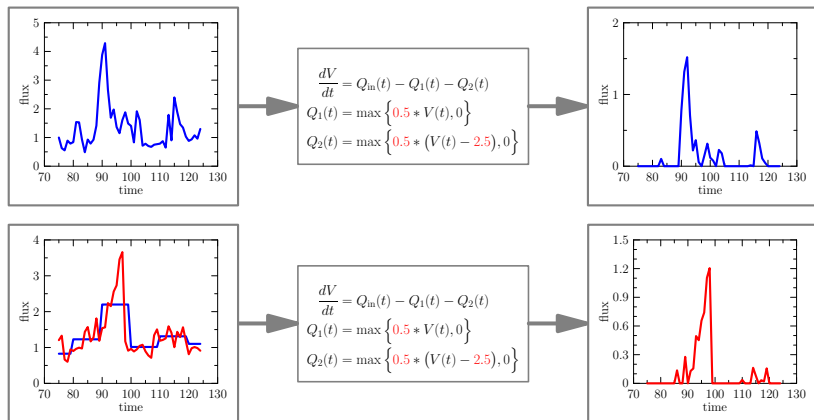 5
4
3
2
1
0
flux
70 80 90 100 110 120 130
time
dV/dt = Q_in(t) − Q_1(t) − Q_2(t)
Q_1(t) = max{0.5 * V(t), 0}
Q_2(t) = max{0.5 * (V(t) − 2.5), 0}
2
1
0
flux
70 80 90 100 110 120 130
time
4
3
2
1
0
flux
70 80 90 100 110 120 130
time
dV/dt = Q_in(t) − Q_1(t) − Q_2(t)
Q_1(t) = max{0.5 * V(t), 0}
Q_2(t) = max{0.5 * (V(t) − 2.5), 0}
1.5
1.2
0.9
0.6
0.3
0
flux
70 80 90 100 110 120 130
time